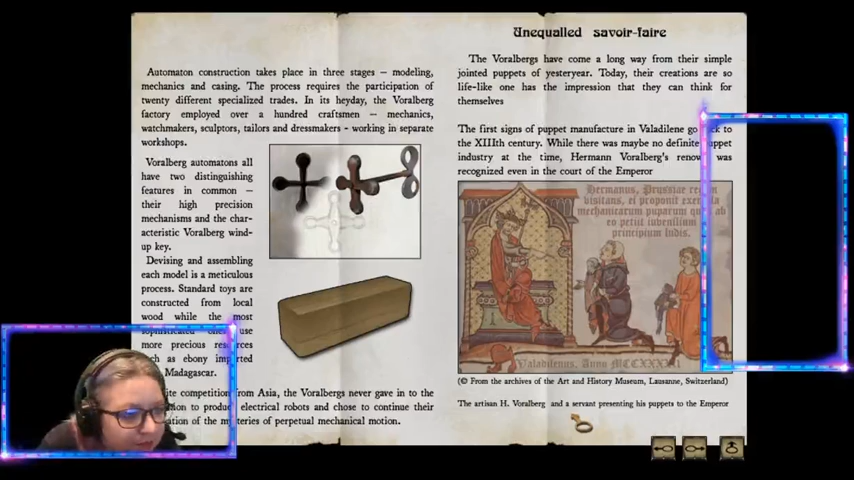 Automaton construction takes place in three stages – modeling,
mechanics and casing. The process requires the participation of
twenty different specialized trades. In its heyday, the Voralberg
factory employed over a hundred craftsmen – mechanics,
watchmakers, sculptors, tailors and dressmakers - working in separate
workshops.
Voralberg automatons all
have two distinguishing
features in common –
their high precision
mechanisms and the char-
acteristic Voralberg wind-
up key.
Devising and assembling
each model is a meticulous
process. Standard toys are
constructed from local
wood while the most
use
more precious
as ebony imported
Madagascar.
competition from Asia, the Voralbergs never gave in to the
to produce electrical robots and chose to continue their
of the mysteries of perpetual mechanical motion.
Unequalled savoir-faire
The Voralbergs have come a long way from their simple
jointed puppets of yesteryear. Today, their creations are so
life-like one has the impression that they can think for
themselves
The first signs of puppet manufacture in Valadilene go back to
the XIIIth century. While there was maybe no definite puppet
industry at the time, Hermann Voralberg's renown was
recognized even in the court of the Emperor
Hermanus, Prussiae
visitans, ei proponit
mechanicarum puparum ab
eo petiit
principium ludis.
Valadilenus, Anno
(© From the archives of the Art and History Museum, Lausanne, Switzerland)
The artisan H. Voralberg and a servant presenting his puppets to the Emperor